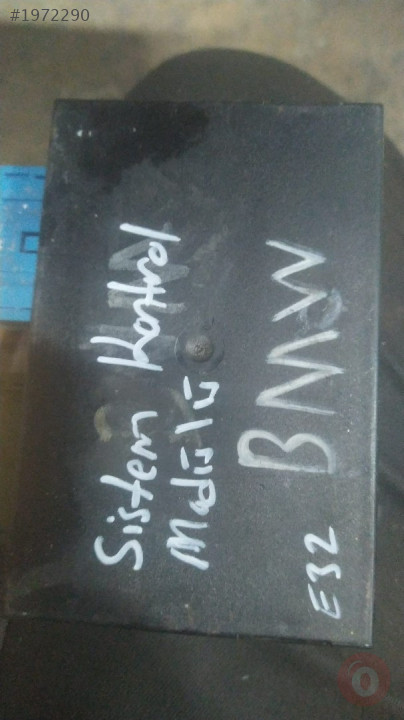 #1972290
Sistem Kontrol
Modülü
BMW
E32